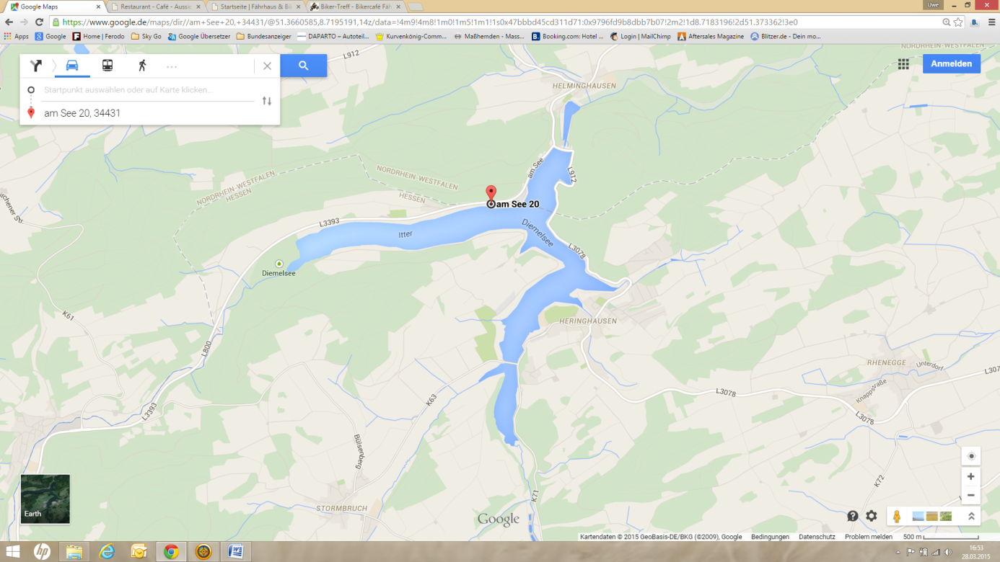 Google Maps
Restaurant - Café - Aussic
Startseite | Fährhaus & Bik
Biker-Treff - Bikercafé Fäh
Uwe
https://www.google.de/maps/dir//am+See+20,+34431/@51.3660585,8.7195191,14z/data=!4m9!4m8!1m0!1m5!1m1!1s0x47bbbd45cd311d71:0x9796fd9b8dbb7b07!2m2!1d8.7183196!2d51.373362!3e0
Apps
Google
Home | Ferodo
Sky Go
Google Übersetzer
Bundesanzeiger
DAPARTO – Autoteil...
Kurvenkönig-Comm...
Maßhemden - Mass...
Booking.com: Hotel ...
Login | MailChimp
Aftersales Magazine
Blitzer.de - Dein mo...
Startpunkt auswählen oder auf Karte klicken...
am See 20, 34431
Anmelden
NORDRHEIN-WESTFALEN
L912
HELMINGHAUSEN
am See
L912
NORDRHEIN-WESTFALEN
HESSEN
NORDRHEIN-WESTFALEN
HESSEN
am See 20
L3393
Itter
Diemelsee
L3078
Diemelsee
K61
HERINGHAUSEN
L800
RHENEGGE
Unterdorf
L307
Knappstraße
L3078
L3078
K63
L3393
Bülsenberg
K72
K71
STORMBRUCH
Earth
Google
Kartendaten © 2015 GeoBasis-DE/BKG (©2009), Google
Bedingungen
Datenschutz
Problem melden
500 m
hp
16:53
28.03.2015